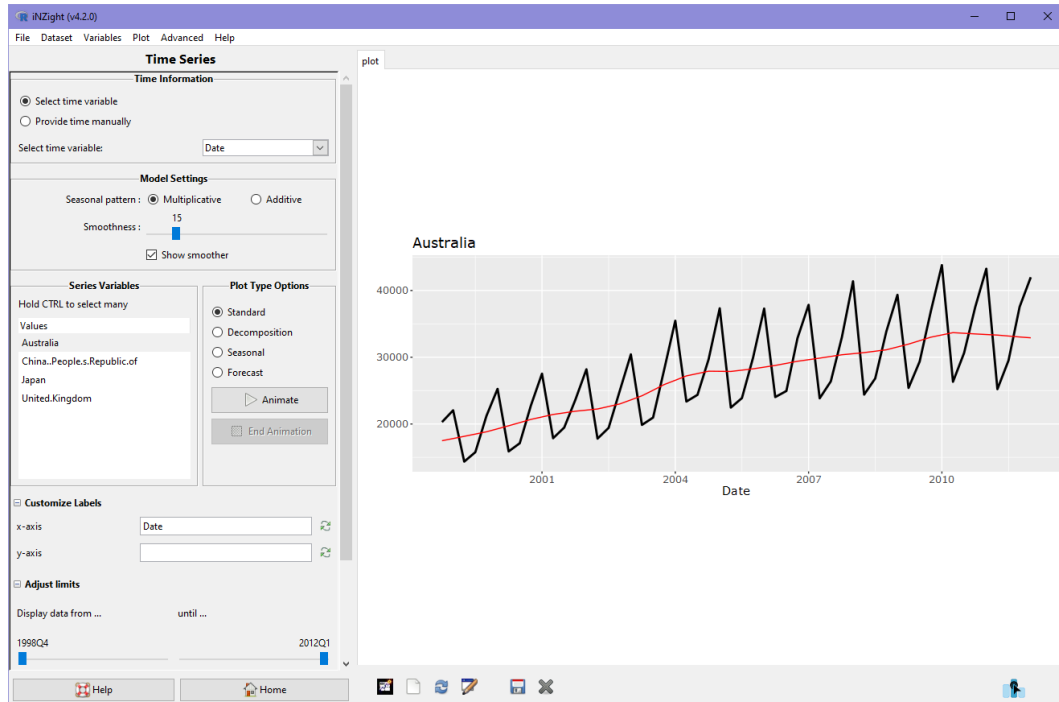 iNZight (v4.2.0)
File Dataset Variables Plot Advanced Help
Time Series
Time Information
Select time variable
Provide time manually
Select time variable: Date
Model Settings
Seasonal pattern : Multiplicative Additive
15
Smoothness :
Show smoother
Series Variables
Hold CTRL to select many
Values
Australia
China..People.s.Republic.of
Japan
United.Kingdom
Plot Type Options
Standard
Decomposition
Seasonal
Forecast
Animate
End Animation
Customize Labels
x-axis Date
y-axis
Adjust limits
Display data from ... until ...
1998Q4 2012Q1
Help Home
plot
Australia
40000
30000
20000
2001 2004 2007 2010
Date